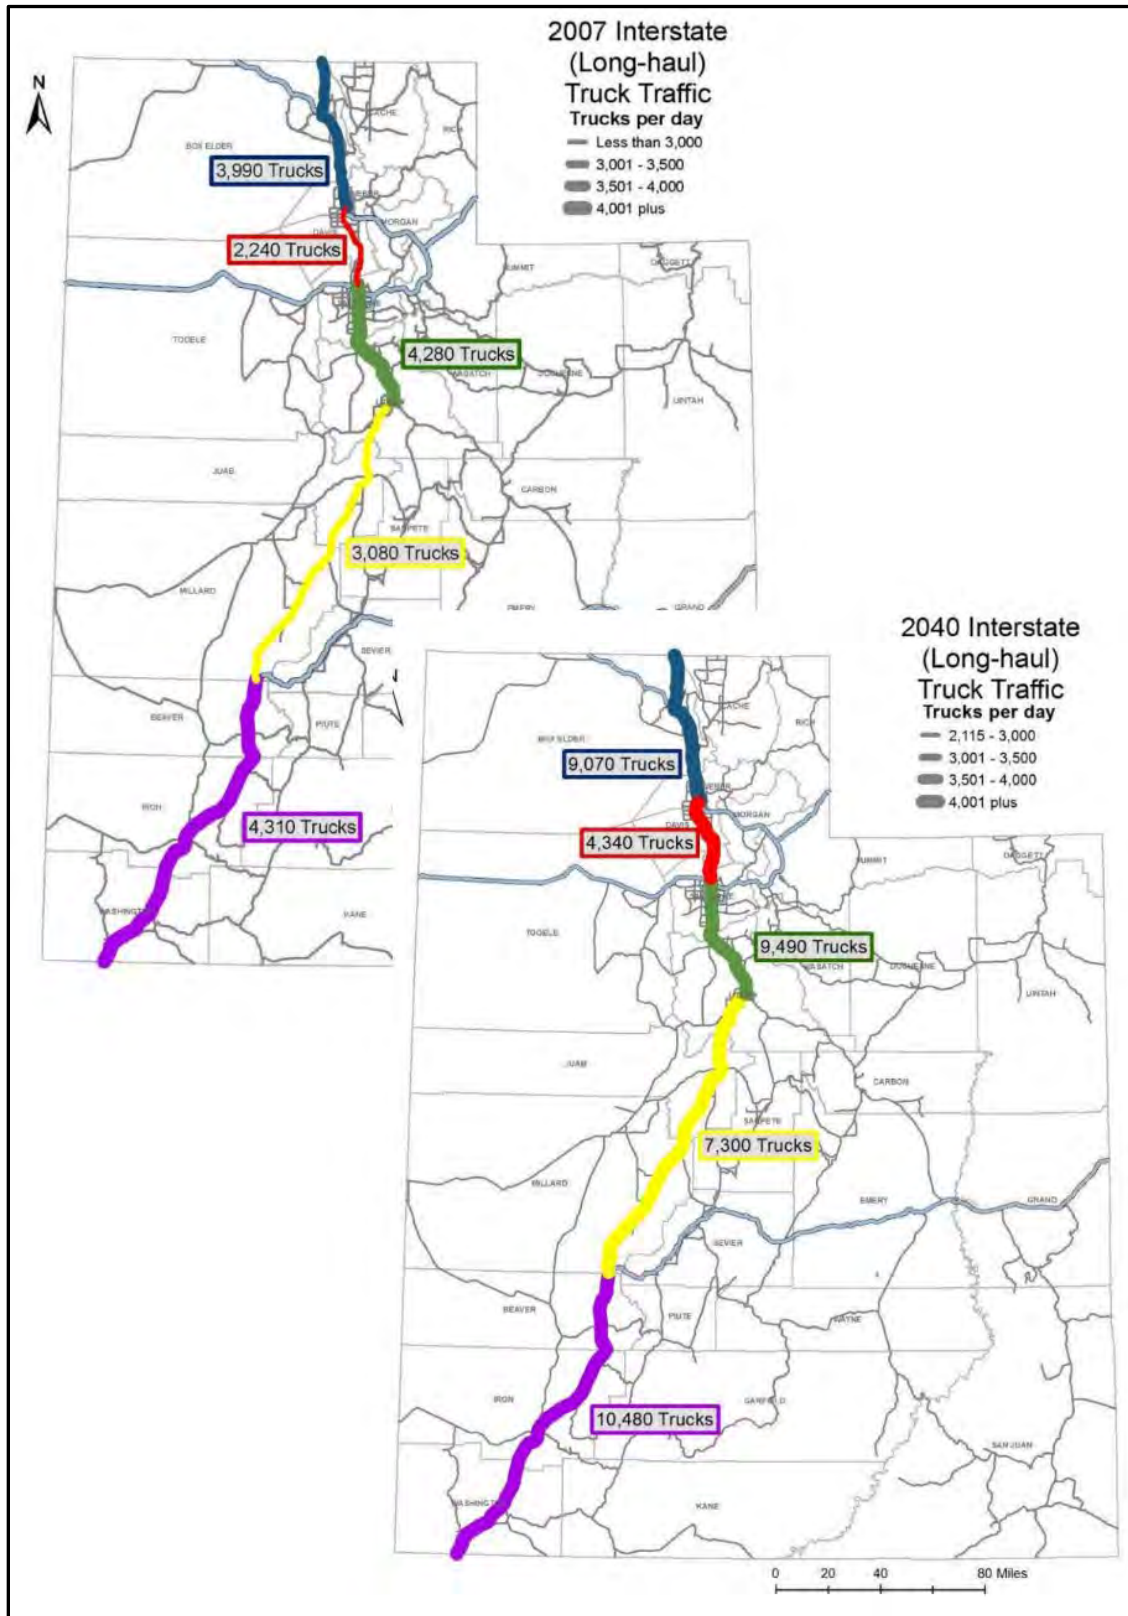 2007 Interstate
(Long-haul)
Truck Traffic
Trucks per day
Less than 3,000
3,001 - 3,500
3,501 - 4,000
4,001 plus
N
CACHE
RICH
BOX ELDER
3,990 Trucks
MORGAN
DAVIS
2,240 Trucks
SUMMIT
DAGGETT
TOOELE
4,280 Trucks
WASATCH
DUCHESNE
UINTAH
JUAB
CARBON
SANPETE
3,080 Trucks
MILLARD
EMERY
GRAND
SEVIER
BEAVER
PIUTE
IRON
4,310 Trucks
WASHINGTON
KANE
2040 Interstate
(Long-haul)
Truck Traffic
Trucks per day
2,115 - 3,000
3,001 - 3,500
3,501 - 4,000
4,001 plus
CACHE
RICH
BOX ELDER
9,070 Trucks
WEBER
MORGAN
DAVIS
4,340 Trucks
SUMMIT
DAGGETT
TOOELE
9,490 Trucks
WASATCH
DUCHESNE
UINTAH
JUAB
CARBON
SANPETE
7,300 Trucks
MILLARD
EMERY
GRAND
SEVIER
BEAVER
PIUTE
WAYNE
IRON
GARFIELD
10,480 Trucks
SAN JUAN
WASHINGTON
KANE
0 20 40 80 Miles